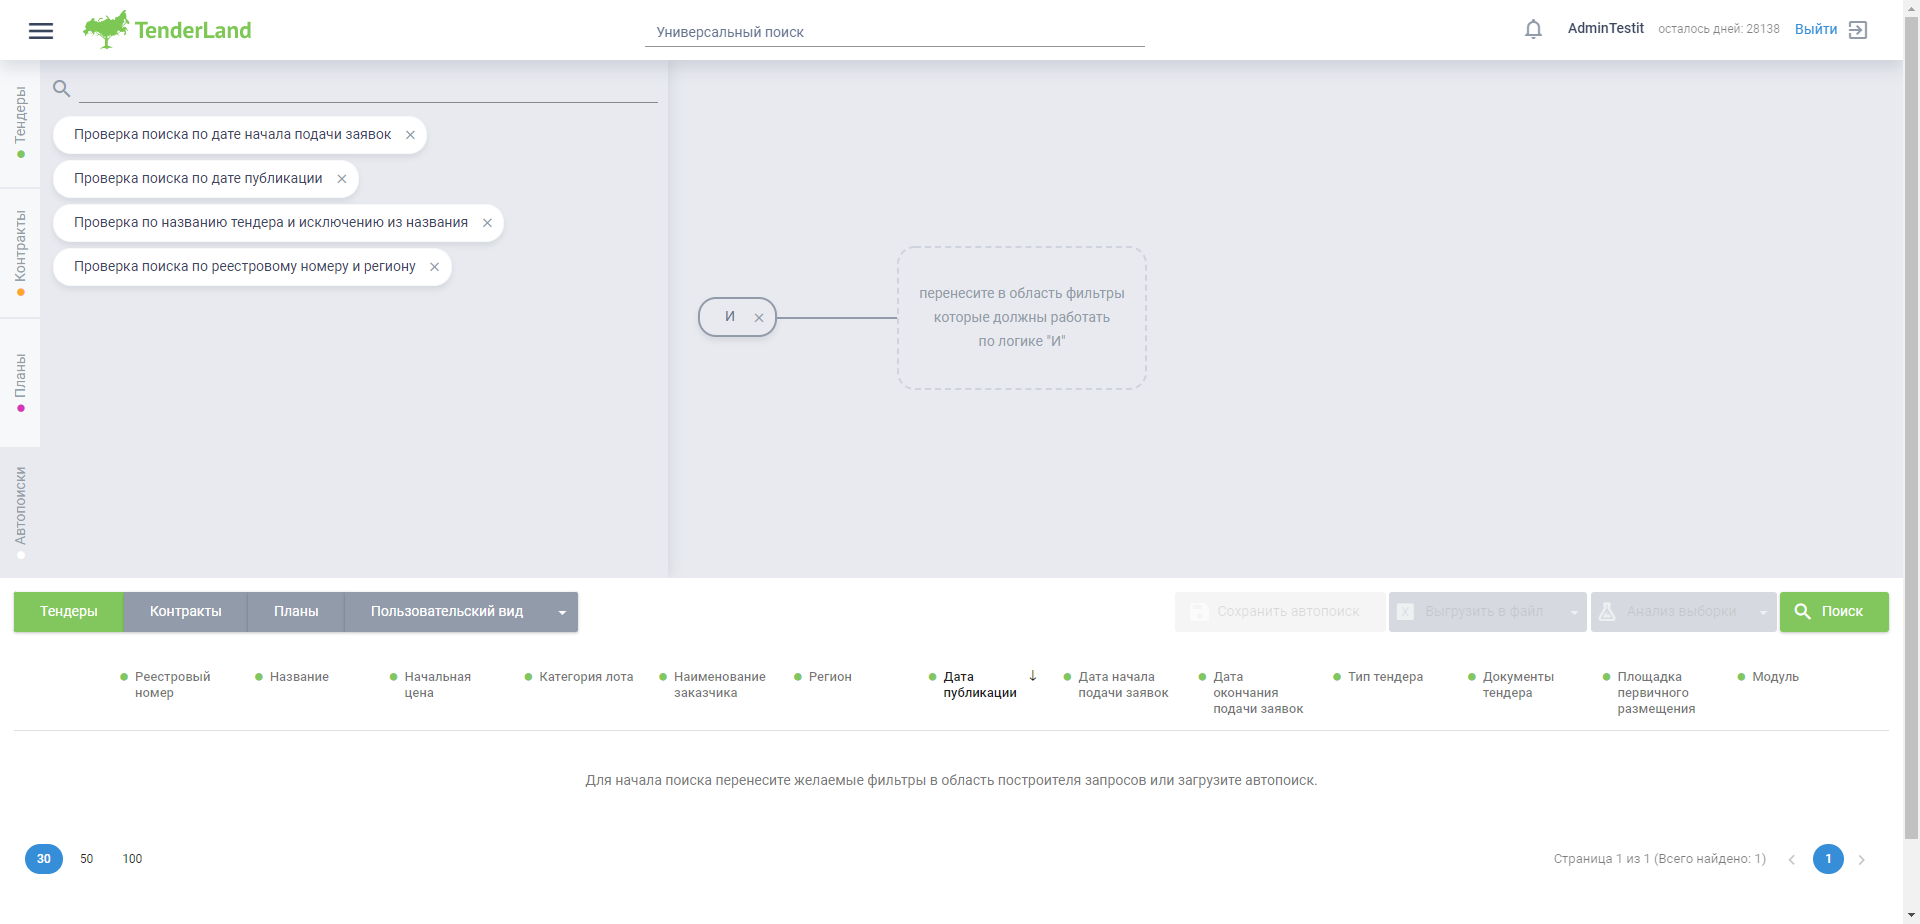 TenderLand
Универсальный поиск
AdminTestit
осталось дней: 28138
Выйти
Тендеры
Контракты
Планы
Автопоиски
Проверка поиска по дате начала подачи заявок
Проверка поиска по дате публикации
Проверка по названию тендера и исключению из названия
Проверка поиска по реестровому номеру и региону
И
перенесите в область фильтры
которые должны работать
по логике "И"
Тендеры
Контракты
Планы
Пользовательский вид
Сохранить автопоиск
Выгрузить в файл
Анализ выборки
Поиск
Реестровый
номер
Название
Начальная
цена
Категория лота
Наименование
заказчика
Регион
Дата
публикации
Дата начала
подачи заявок
Дата
окончания
подачи заявок
Тип тендера
Документы
тендера
Площадка
первичного
размещения
Модуль
Для начала поиска перенесите желаемые фильтры в область построителя запросов или загрузите автопоиск.
30
50
100
Страница 1 из 1 (Всего найдено: 1)
1